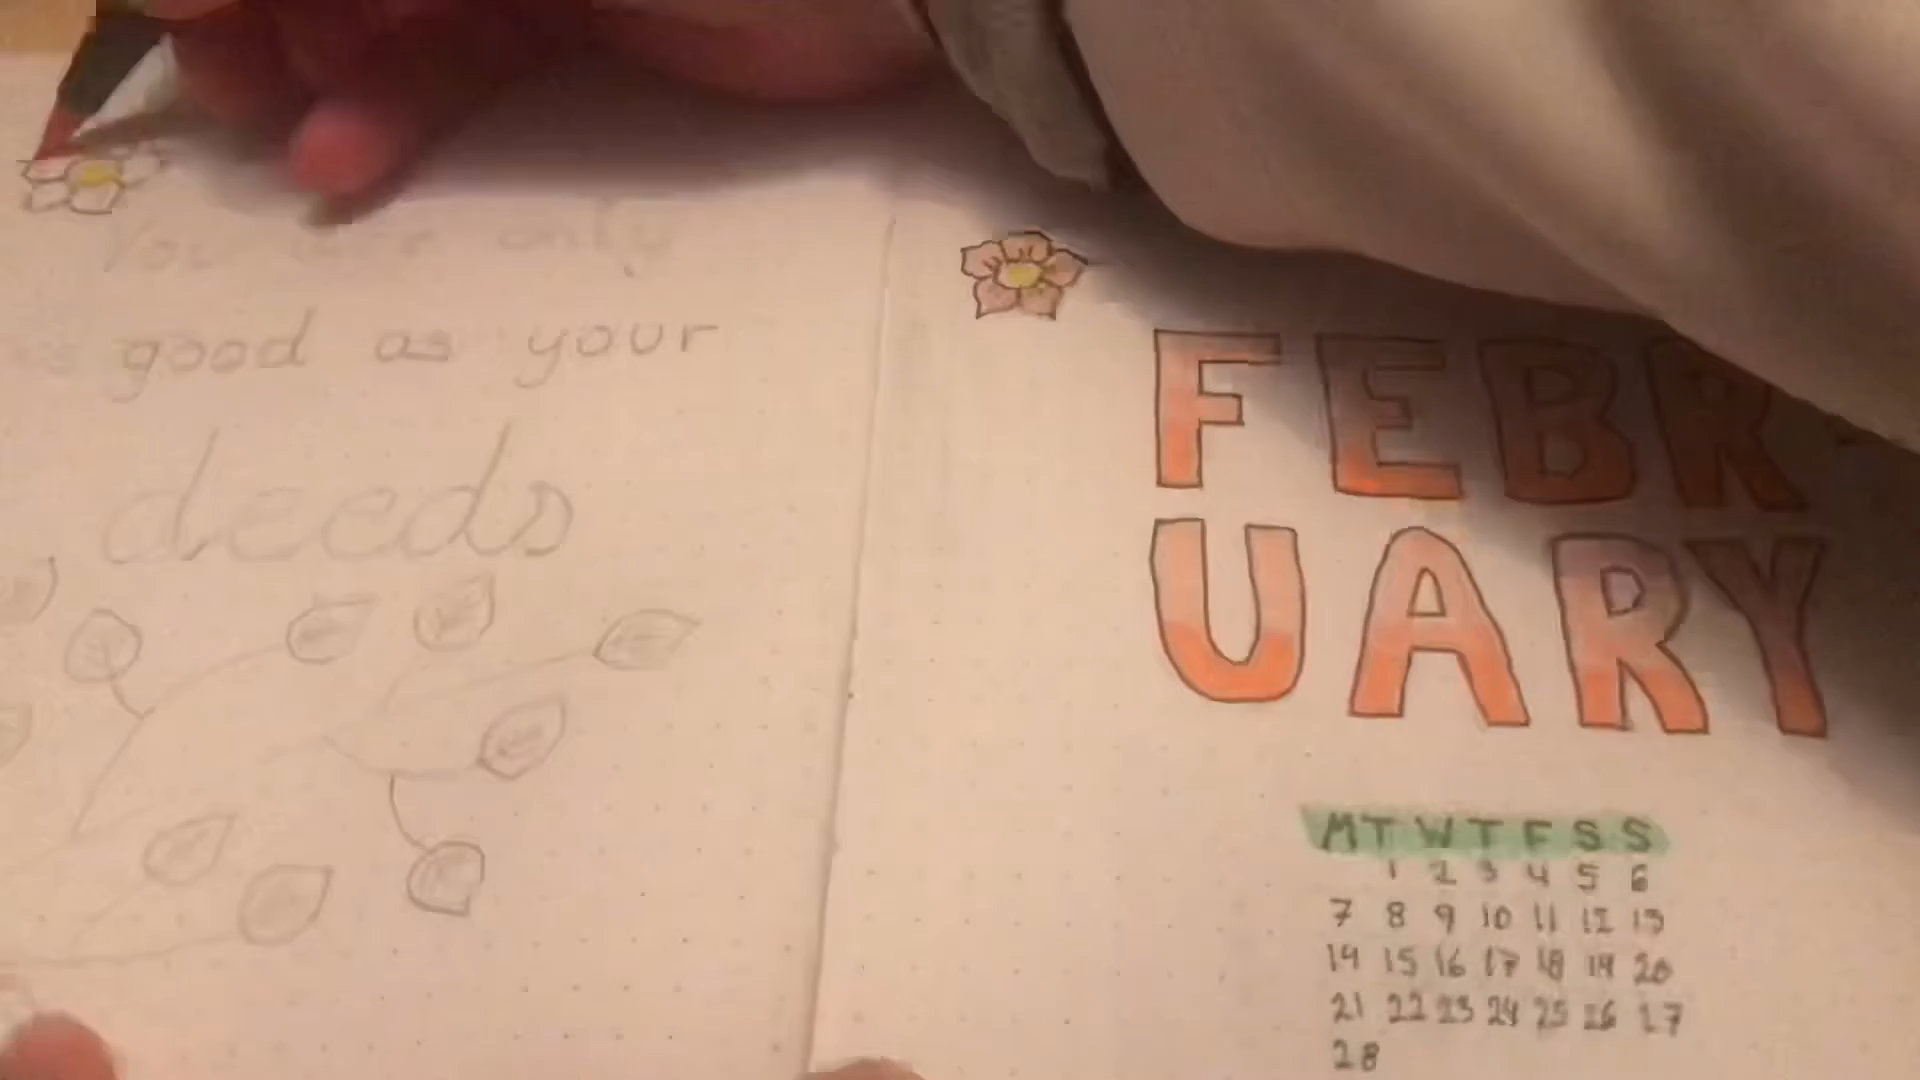 You are only
as good as your
deeds
FEBR
UARY
M T W T F S S
1 2 3 4 5 6
7 8 9 10 11 12 13
14 15 16 17 18 19 20
21 22 23 24 25 26 27
28